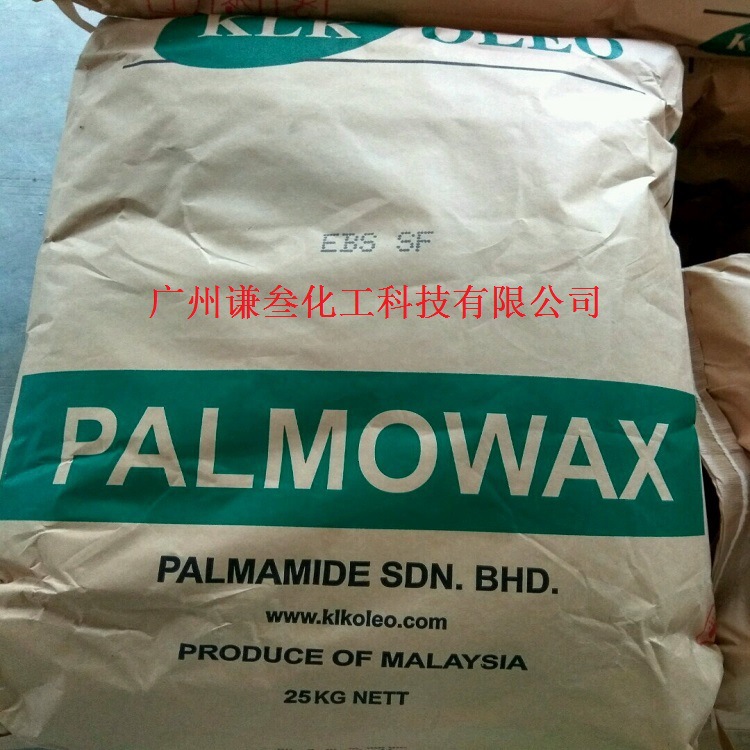 KLK OLEO
EBS SF
广州谦叁化工科技有限公司
PALMOWAX
PALMAMIDE SDN. BHD.
www.klkoleo.com
PRODUCE OF MALAYSIA
25KG NETT